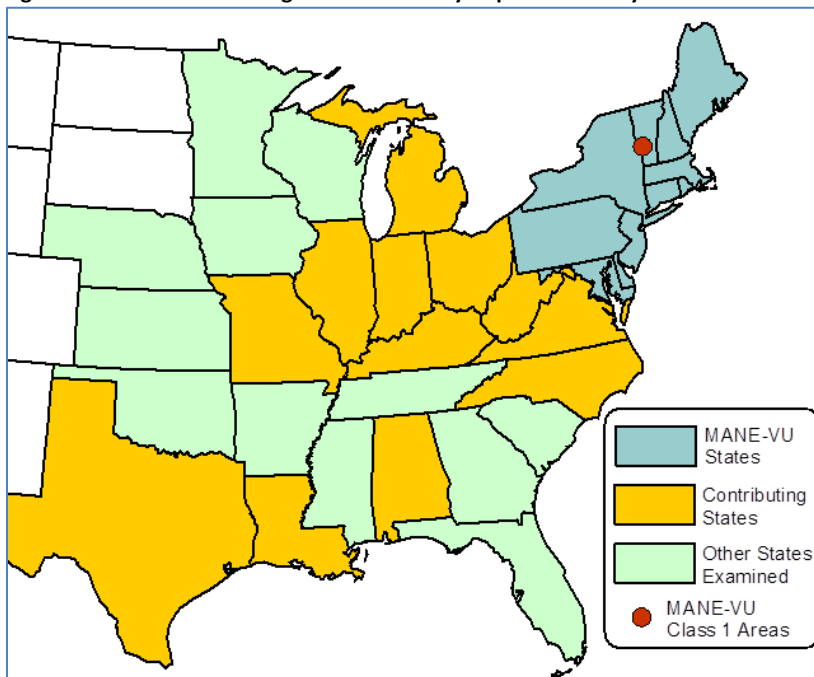 MANE-VU
States
Contributing
States
Other States
Examined
MANE-VU
Class 1 Areas